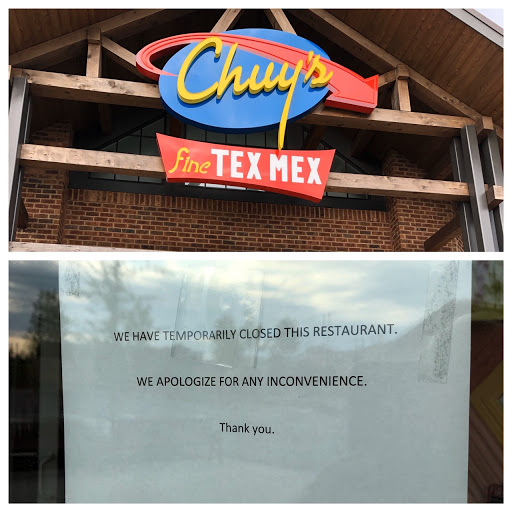 Chuy's
fine TEX MEX
WE HAVE TEMPORARILY CLOSED THIS RESTAURANT.
WE APOLOGIZE FOR ANY INCONVENIENCE.
Thank you.